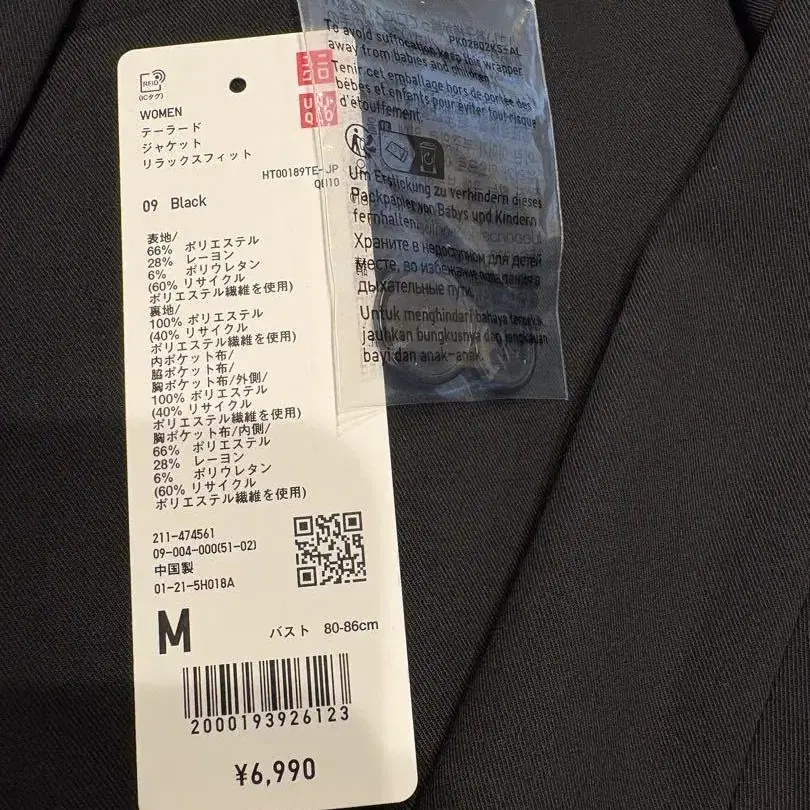 RFID
(ICタグ)
ユニ
クロ
UNI
QLO
WOMEN
テーラード
ジャケット
リラックスフィット
HT00189TE-JP
QH10
09 Black
表地/
66% ポリエステル
28% レーヨン
6% ポリウレタン
(60% リサイクル
ポリエステル繊維を使用)
裏地/
100% ポリエステル
(40% リサイクル
ポリエステル繊維を使用)
内ポケット布/
脇ポケット布/
胸ポケット布/外側/
100% ポリエステル
(40% リサイクル
ポリエステル繊維を使用)
胸ポケット布/内側/
66% ポリエステル
28% レーヨン
6% ポリウレタン
(60% リサイクル
ポリエステル繊維を使用)
211-474561
09-004-000(51-02)
中国製
01-21-5H018A
M
バスト 80-86cm
2000193926123
¥6,990
PK02802KS-AL
To avoid suffocation keep this wrapper
away from babies and children.
Tenir cet emballage hors de portée des
bébés et enfants pour éviter tout risque
d'étouffement.
Um Erstickung zu verhindern dieses
Packpapier von Babys und Kindern
fernhalten.
Храните в недоступном для детей
месте, во избежание попадания в
дыхательные пути.
Untuk menghindari bahaya tercekik
jauhkan bungkusnya dari jangkauan
bayi dan anak-anak.